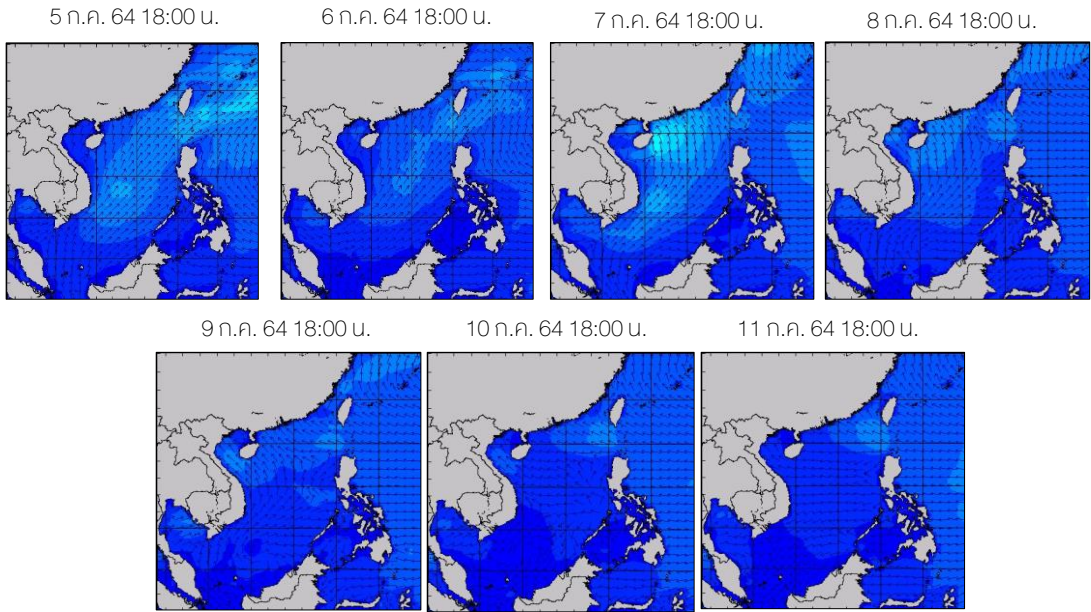 5 ก.ค. 64 18:00 น.
6 ก.ค. 64 18:00 น.
7 ก.ค. 64 18:00 น.
8 ก.ค. 64 18:00 น.
9 ก.ค. 64 18:00 น.
10 ก.ค. 64 18:00 น.
11 ก.ค. 64 18:00 น.